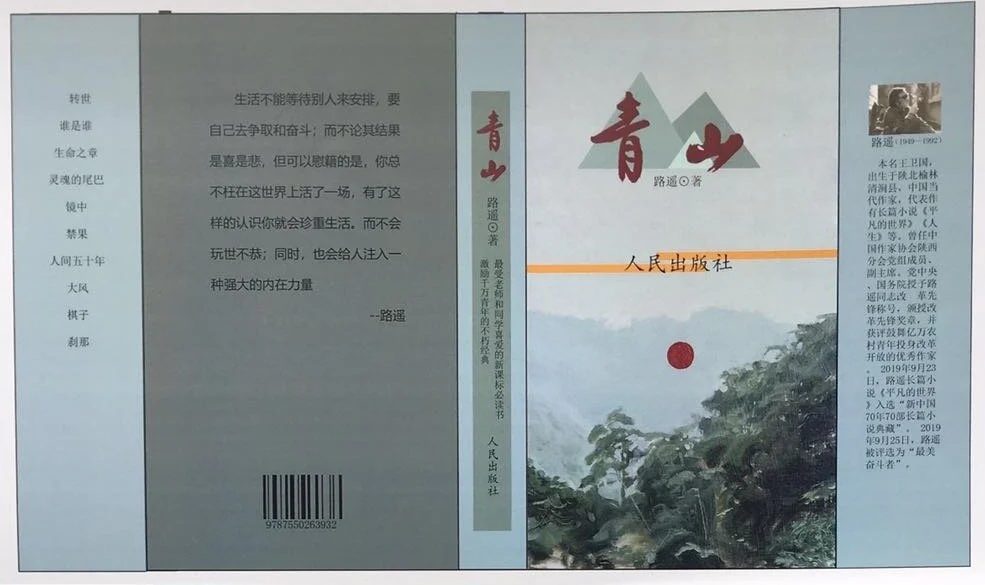 转世
谁是谁
生命之章
灵魂的尾巴
镜中
禁果
人间五十年
大风
棋子
刹那
生活不能等待别人来安排，要
自己去争取和奋斗；而不论其结果
是喜是悲，但可以慰籍的是，你总
不枉在这世界上活了一场，有了这
样的认识你就会珍重生活。而不会
玩世不恭；同时，也会给人注入一
种强大的内在力量
--路遥
9787550263932
青山
路遥⊙著
最受老师和同学喜爱的新课标必读书
激励千万青年的不朽经典
人民出版社
青山
路遥⊙著
人民出版社
路遥(1949—1992)
本名王卫国，
出生于陕北榆林
清涧县、中国当
代作家，代表作
有长篇小说《平
凡的世界》《人
生》等。曾任中
国作家协会陕西
分会党组成员、
副主席。党中央
、国务院授予路
遥同志改 革先
锋称号，颁授改
革先锋奖章，并
获评鼓舞亿万农
村青年投身改革
开放的优秀作家
。 2019年9月23
日，路遥长篇小
说《平凡的世界
》入选“新中国
70年70部长篇小
说典藏”。 2019
年9月25日，路遥
被评选为“最美
奋斗者”。